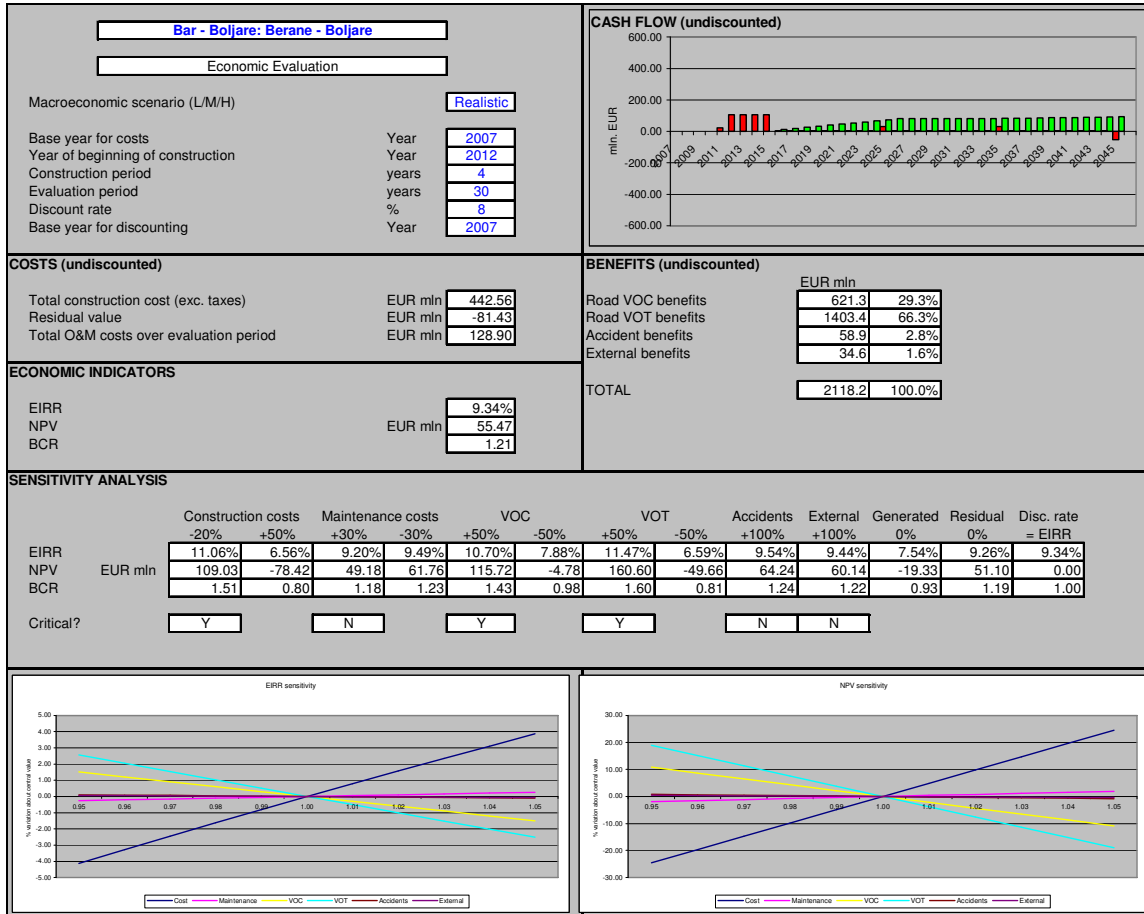 Bar - Boljare: Berane - Boljare
Economic Evaluation
Macroeconomic scenario (L/M/H) Realistic
Base year for costs Year 2007
Year of beginning of construction Year 2012
Construction period years 4
Evaluation period years 30
Discount rate % 8
Base year for discounting Year 2007
CASH FLOW (undiscounted)
600.00
400.00
200.00
0.00
-200.00
-400.00
-600.00
mln. EUR
2007 2009 2011 2013 2015 2017 2019 2021 2023 2025 2027 2029 2031 2033 2035 2037 2039 2041 2043 2045
COSTS (undiscounted)
Total construction cost (exc. taxes) EUR mln 442.56
Residual value EUR mln -81.43
Total O&M costs over evaluation period EUR mln 128.90
BENEFITS (undiscounted)
EUR mln
Road VOC benefits 621.3 29.3%
Road VOT benefits 1403.4 66.3%
Accident benefits 58.9 2.8%
External benefits 34.6 1.6%
TOTAL 2118.2 100.0%
ECONOMIC INDICATORS
EIRR 9.34%
NPV EUR mln 55.47
BCR 1.21
SENSITIVITY ANALYSIS
Construction costs Maintenance costs VOC VOT Accidents External Generated Residual Disc. rate
-20% +50% +30% -30% +50% -50% +50% -50% +100% +100% 0% 0% = EIRR
EIRR 11.06% 6.56% 9.20% 9.49% 10.70% 7.88% 11.47% 6.59% 9.54% 9.44% 7.54% 9.26% 9.34%
NPV EUR mln 109.03 -78.42 49.18 61.76 115.72 -4.78 160.60 -49.66 64.24 60.14 -19.33 51.10 0.00
BCR 1.51 0.80 1.18 1.23 1.43 0.98 1.60 0.81 1.24 1.22 0.93 1.19 1.00
Critical? Y N Y Y N N
EIRR sensitivity
5.00
4.00
3.00
2.00
1.00
0.00
-1.00
-2.00
-3.00
-4.00
-5.00
% variation about central value
0.95 0.96 0.97 0.98 0.99 1.00 1.01 1.02 1.03 1.04 1.05
Cost Maintenance VOC VOT Accidents External
NPV sensitivity
30.00
20.00
10.00
0.00
-10.00
-20.00
-30.00
% variation about central value
0.95 0.96 0.97 0.98 0.99 1.00 1.01 1.02 1.03 1.04 1.05
Cost Maintenance VOC VOT Accidents External